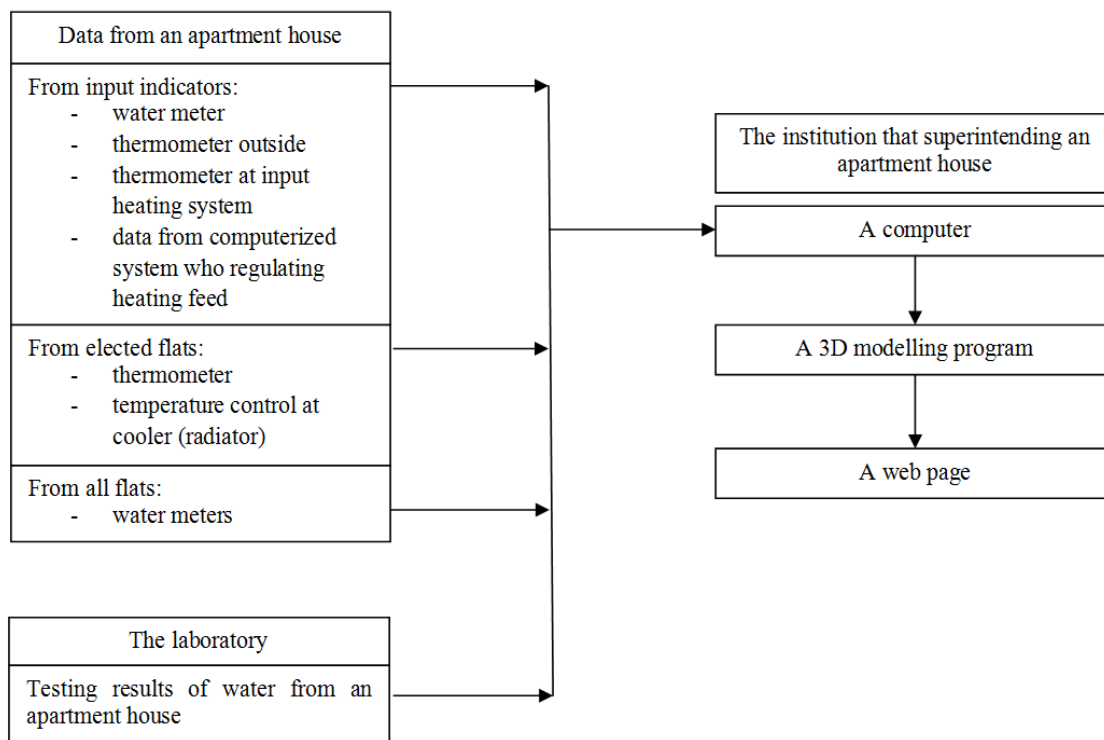 Data from an apartment house
From input indicators:
- water meter
- thermometer outside
- thermometer at input
heating system
- data from computerized
system who regulating
heating feed
From elected flats:
- thermometer
- temperature control at
cooler (radiator)
From all flats:
- water meters
The laboratory
Testing results of water from an
apartment house
The institution that superintending an
apartment house
A computer
A 3D modelling program
A web page